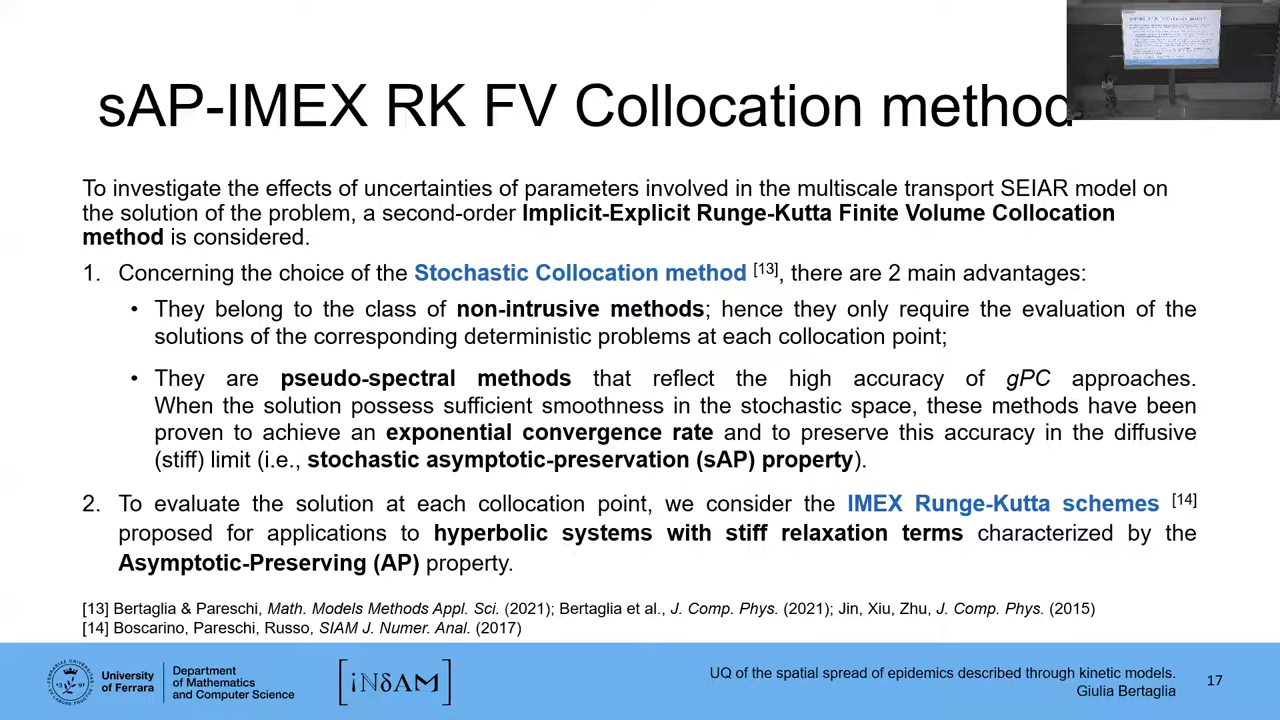 sAP-IMEX RK FV Collocation method
To investigate the effects of uncertainties of parameters involved in the multiscale transport SEIAR model on
the solution of the problem, a second-order Implicit-Explicit Runge-Kutta Finite Volume Collocation
method is considered.
1. Concerning the choice of the Stochastic Collocation method [13], there are 2 main advantages:
• They belong to the class of non-intrusive methods; hence they only require the evaluation of the
solutions of the corresponding deterministic problems at each collocation point;
• They are pseudo-spectral methods that reflect the high accuracy of gPC approaches.
When the solution possess sufficient smoothness in the stochastic space, these methods have been
proven to achieve an exponential convergence rate and to preserve this accuracy in the diffusive
(stiff) limit (i.e., stochastic asymptotic-preservation (sAP) property).
2. To evaluate the solution at each collocation point, we consider the IMEX Runge-Kutta schemes [14]
proposed for applications to hyperbolic systems with stiff relaxation terms characterized by the
Asymptotic-Preserving (AP) property.
[13] Bertaglia & Pareschi, Math. Models Methods Appl. Sci. (2021); Bertaglia et al., J. Comp. Phys. (2021); Jin, Xiu, Zhu, J. Comp. Phys. (2015)
[14] Boscarino, Pareschi, Russo, SIAM J. Numer. Anal. (2017)
University
of Ferrara
Department
of Mathematics
and Computer Science
iNδAM
UQ of the spatial spread of epidemics described through kinetic models.
Giulia Bertaglia
17